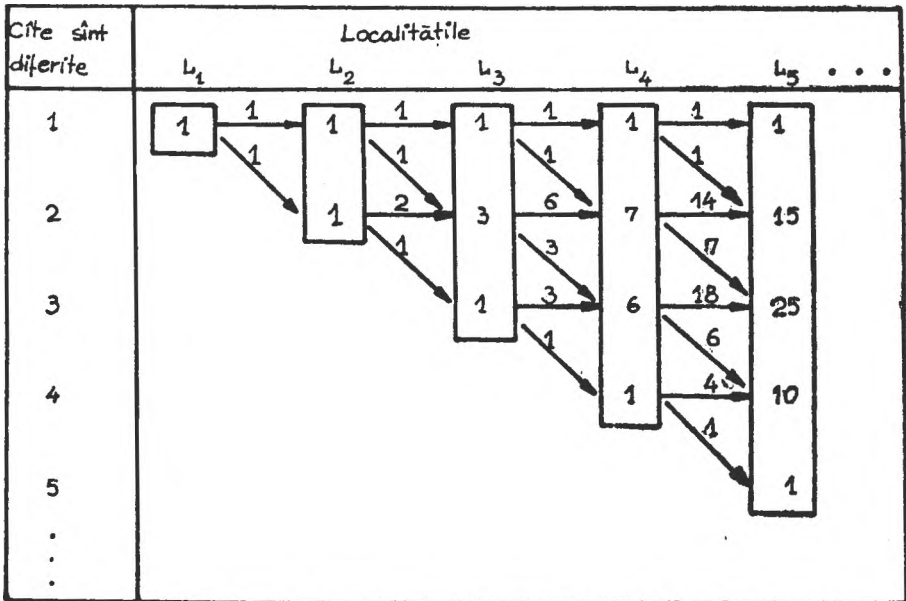 Cîte sînt Localitățile
diferite L1 L2 L3 L4 L5 . . .
1 1 1 1 1 1 1 1 1 1
1 1 1 1
2 1 2 3 6 7 14 15
1 3 7
3 1 3 6 18 25
1 6
4 1 4 10
1
5 1
.
.
.